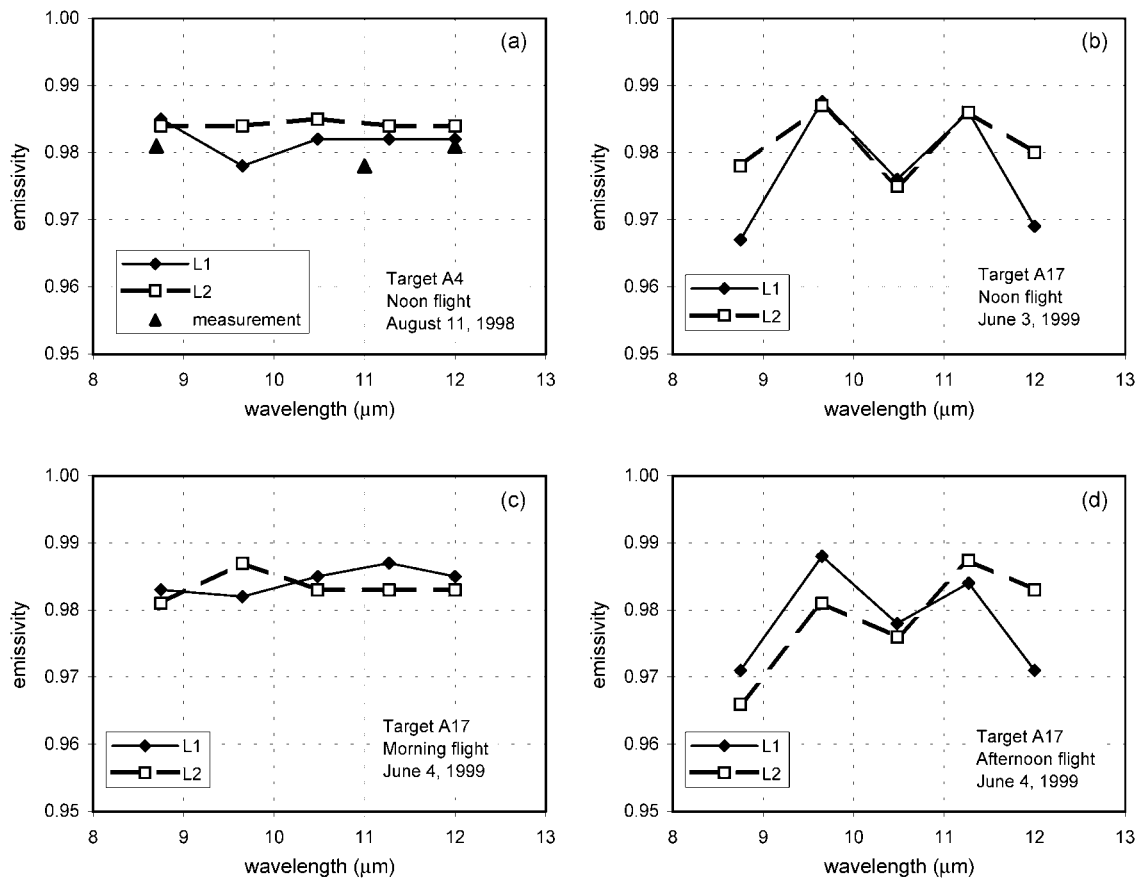 (a)
1.00
0.99
0.98
0.97
0.96
0.95
emissivity
L1
L2
measurement
Target A4
Noon flight
August 11, 1998
8 9 10 11 12 13
wavelength (μm)
(b)
1.00
0.99
0.98
0.97
0.96
0.95
emissivity
L1
L2
Target A17
Noon flight
June 3, 1999
8 9 10 11 12 13
wavelength (μm)
(c)
1.00
0.99
0.98
0.97
0.96
0.95
emissivity
L1
L2
Target A17
Morning flight
June 4, 1999
8 9 10 11 12 13
wavelength (μm)
(d)
1.00
0.99
0.98
0.97
0.96
0.95
emissivity
L1
L2
Target A17
Afternoon flight
June 4, 1999
8 9 10 11 12 13
wavelength (μm)